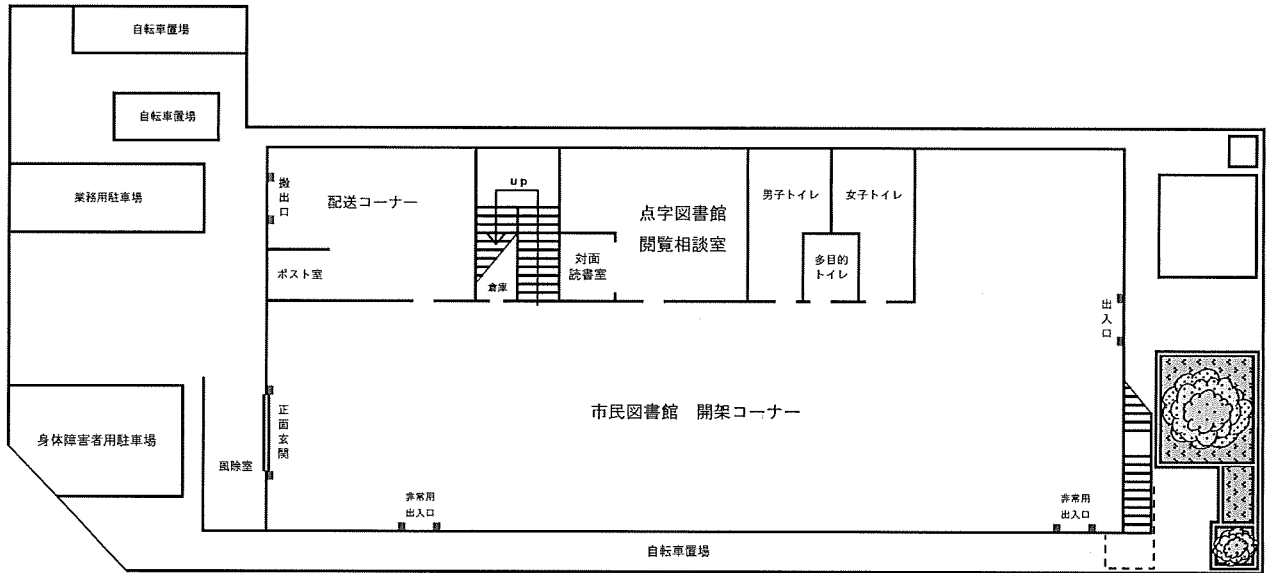 自転車置場
自転車置場
業務用駐車場
搬出口
配送コーナー
up
点字図書館
閲覧相談室
男子トイレ
女子トイレ
多目的
トイレ
対面
読書室
ポスト室
倉庫
出入口
市民図書館 開架コーナー
正面玄関
身体障害者用駐車場
風除室
非常用
出入口
非常用
出入口
自転車置場